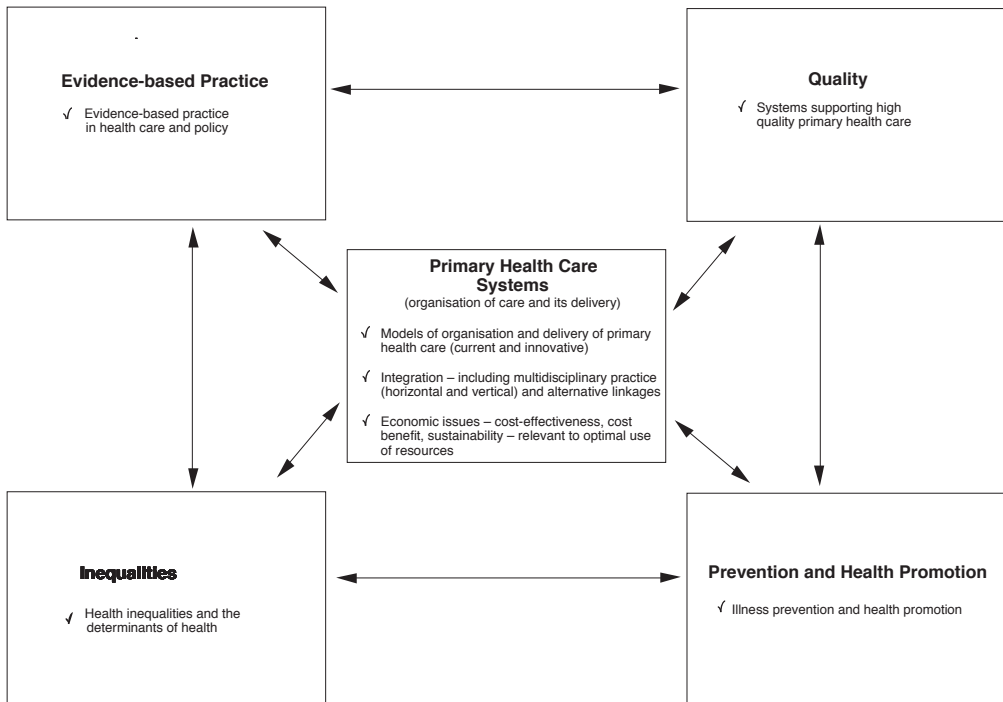 Evidence-based Practice
✓ Evidence-based practice
in health care and policy
Quality
✓ Systems supporting high
quality primary health care
Primary Health Care
Systems
(organisation of care and its delivery)
✓ Models of organisation and delivery of primary
health care (current and innovative)
✓ Integration – including multidisciplinary practice
(horizontal and vertical) and alternative linkages
✓ Economic issues – cost-effectiveness, cost
benefit, sustainability – relevant to optimal use
of resources
Inequalities
✓ Health inequalities and the
determinants of health
Prevention and Health Promotion
✓ Illness prevention and health promotion